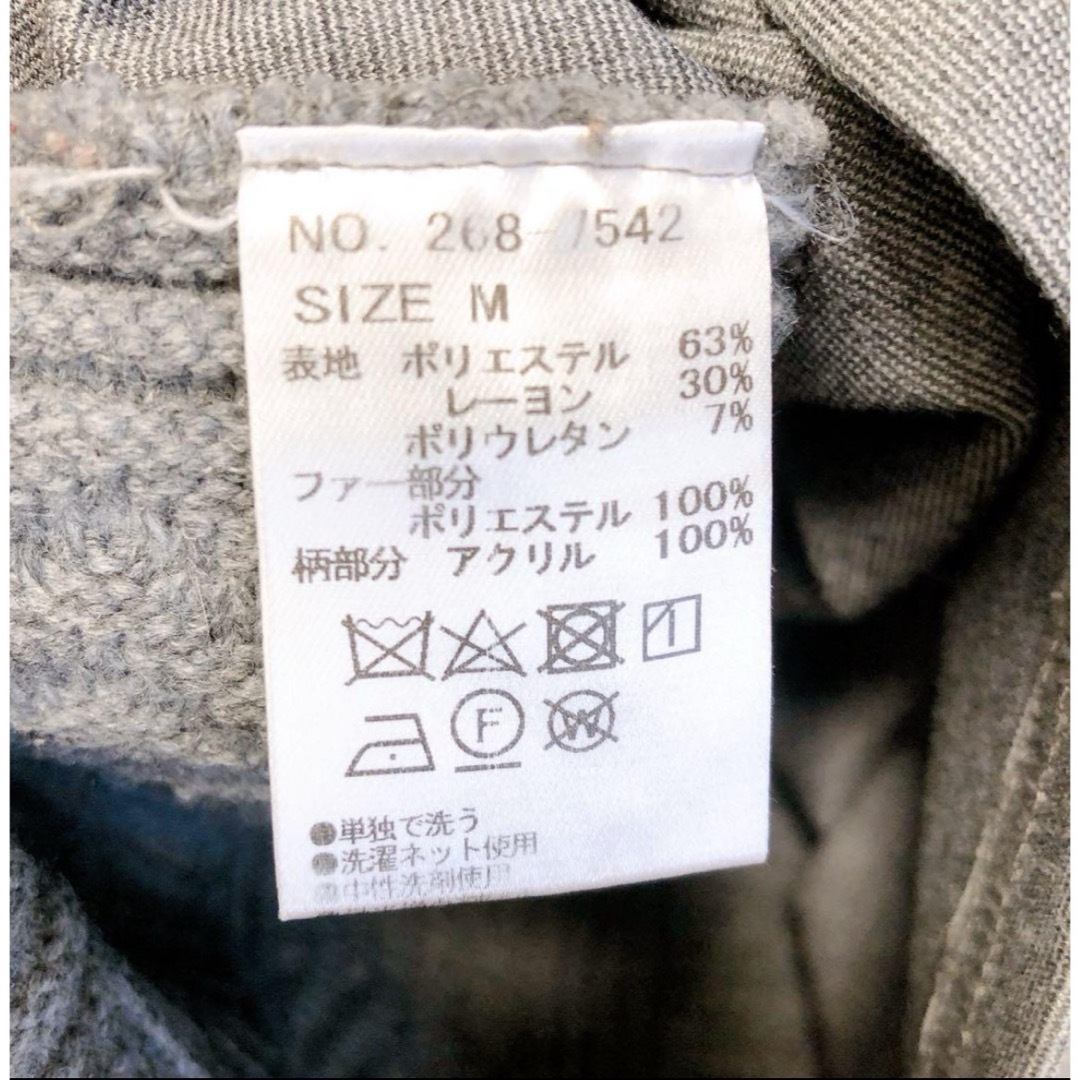 NO. 268-7542
SIZE M
表地 ポリエステル 63%
レーヨン 30%
ポリウレタン 7%
ファー部分
ポリエステル 100%
柄部分 アクリル 100%
F W
●単独で洗う
●洗濯ネット使用
●中性洗剤使用